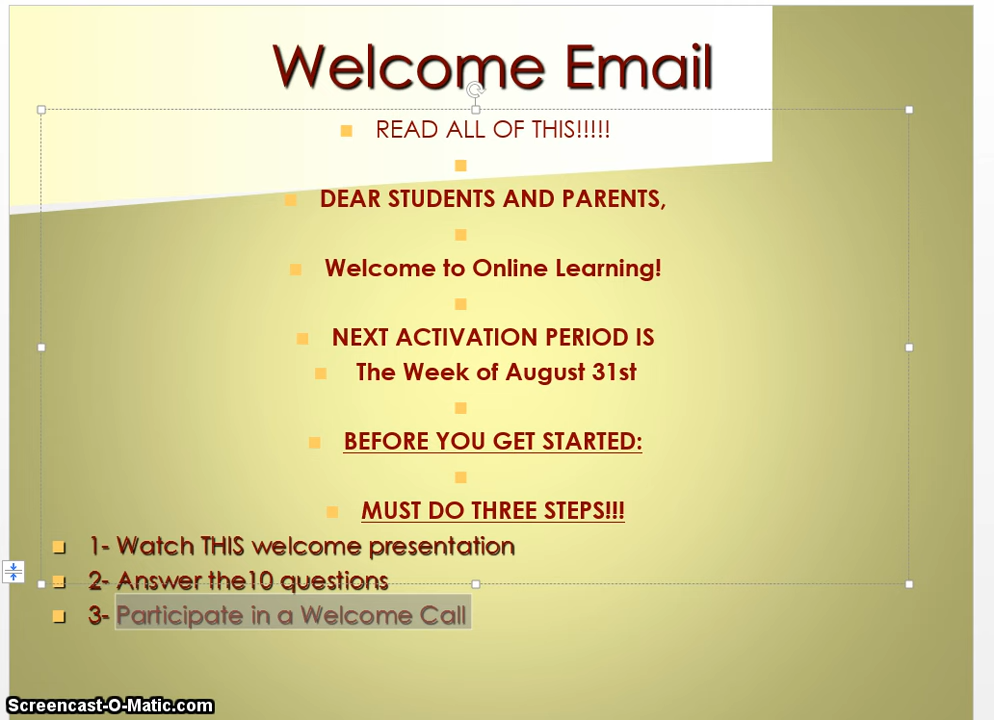 Welcome Email
READ ALL OF THIS!!!!!
DEAR STUDENTS AND PARENTS,
Welcome to Online Learning!
NEXT ACTIVATION PERIOD IS
The Week of August 31st
BEFORE YOU GET STARTED:
MUST DO THREE STEPS!!!
1- Watch THIS welcome presentation
2- Answer the10 questions
3- Participate in a Welcome Call
Screencast-O-Matic.com